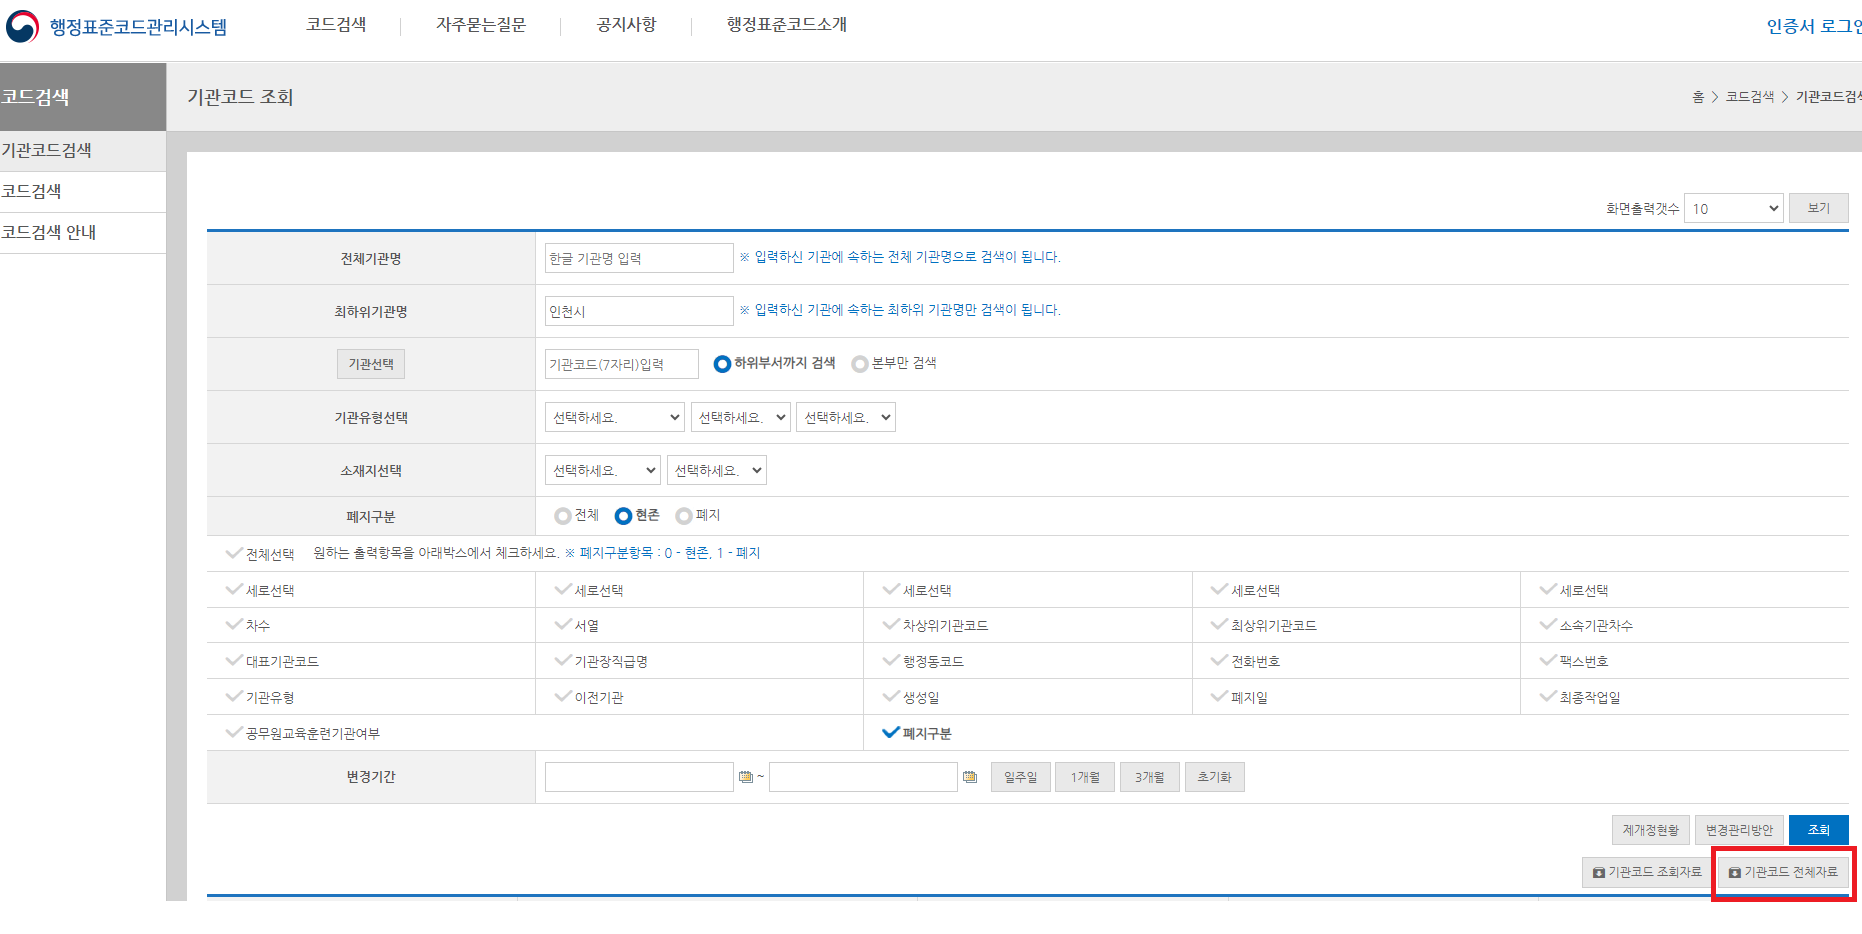 행정표준코드관리시스템
코드검색
자주묻는질문
공지사항
행정표준코드소개
인증서 로그인
코드검색
기관코드검색
코드검색
코드검색 안내
기관코드 조회
홈 > 코드검색 > 기관코드검색
화면출력갯수 10 보기
전체기관명 한글 기관명 입력 ※ 입력하신 기관에 속하는 전체 기관명으로 검색이 됩니다.
최하위기관명 인천시 ※ 입력하신 기관에 속하는 최하위 기관명만 검색이 됩니다.
기관선택 기관코드(7자리)입력 하위부서까지 검색 본부만 검색
기관유형선택 선택하세요. 선택하세요. 선택하세요.
소재지선택 선택하세요. 선택하세요.
폐지구분 전체 현존 폐지
전체선택 원하는 출력항목을 아래박스에서 체크하세요. ※ 폐지구분항목 : 0 - 현존, 1 - 폐지
세로선택 세로선택 세로선택 세로선택 세로선택
차수 서열 차상위기관코드 최상위기관코드 소속기관차수
대표기관코드 기관장직급명 행정동코드 전화번호 팩스번호
기관유형 이전기관 생성일 폐지일 최종작업일
공무원교육훈련기관여부 폐지구분
변경기간 ~ 일주일 1개월 3개월 초기화
제개정현황 변경관리방안 조회
기관코드 조회자료 기관코드 전체자료